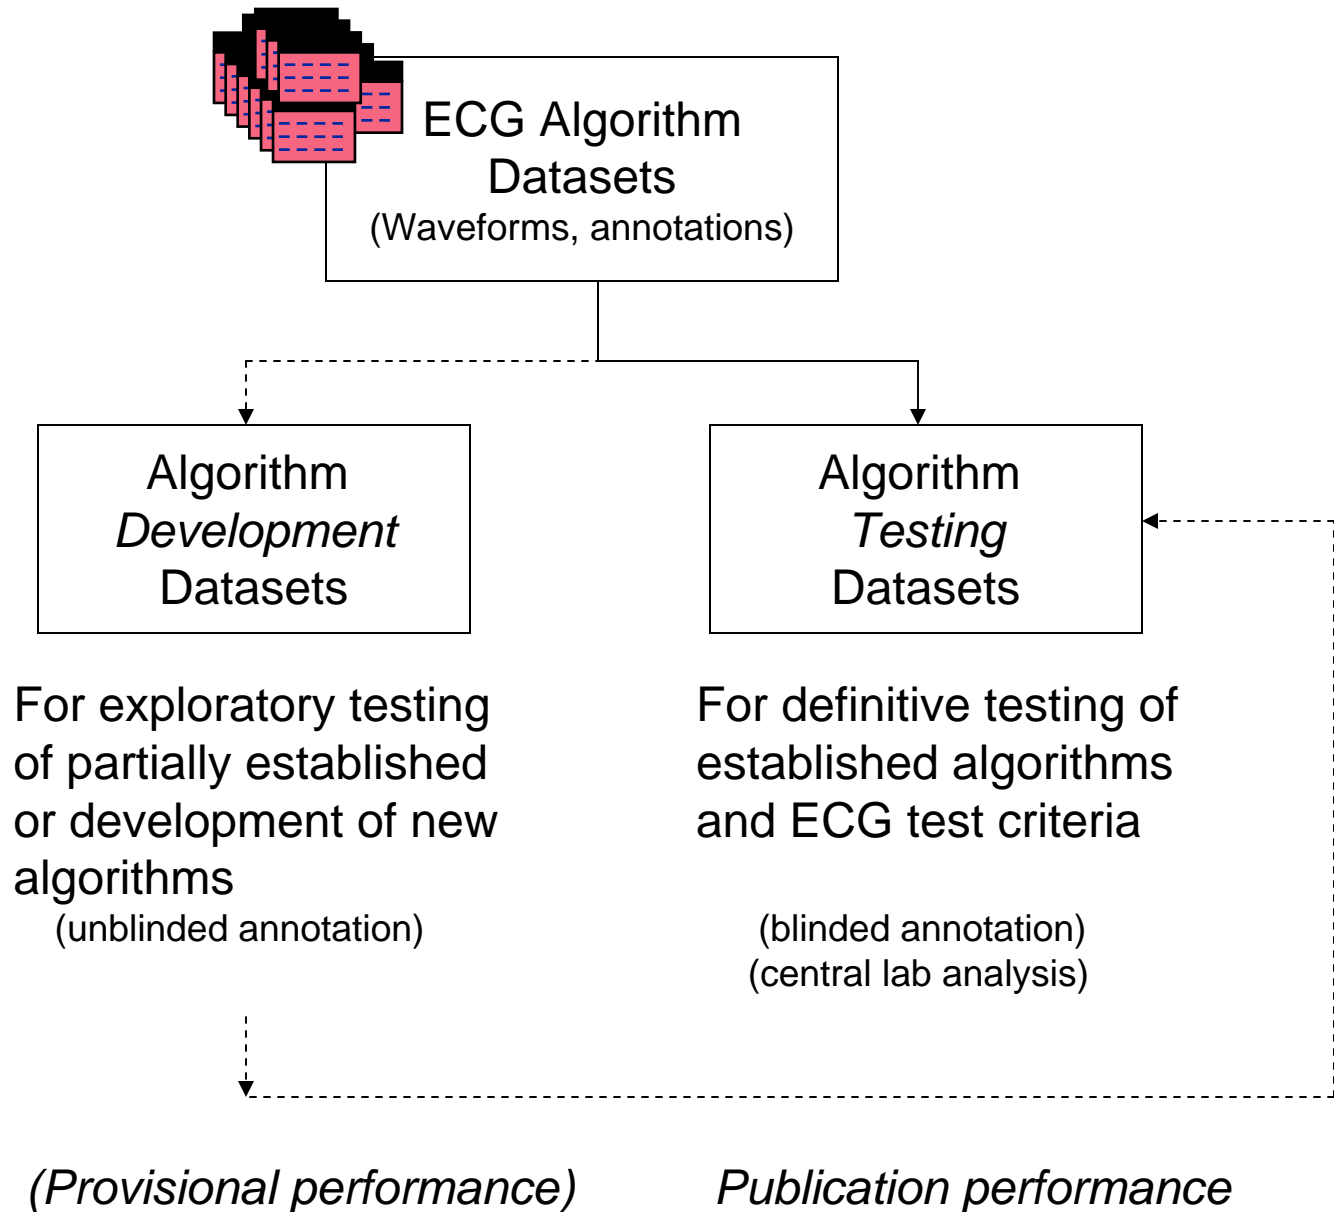 ECG Algorithm
Datasets
(Waveforms, annotations)
Algorithm
Development
Datasets
Algorithm
Testing
Datasets
For exploratory testing
of partially established
or development of new
algorithms
(unblinded annotation)
For definitive testing of
established algorithms
and ECG test criteria
(blinded annotation)
(central lab analysis)
(Provisional performance)
Publication performance